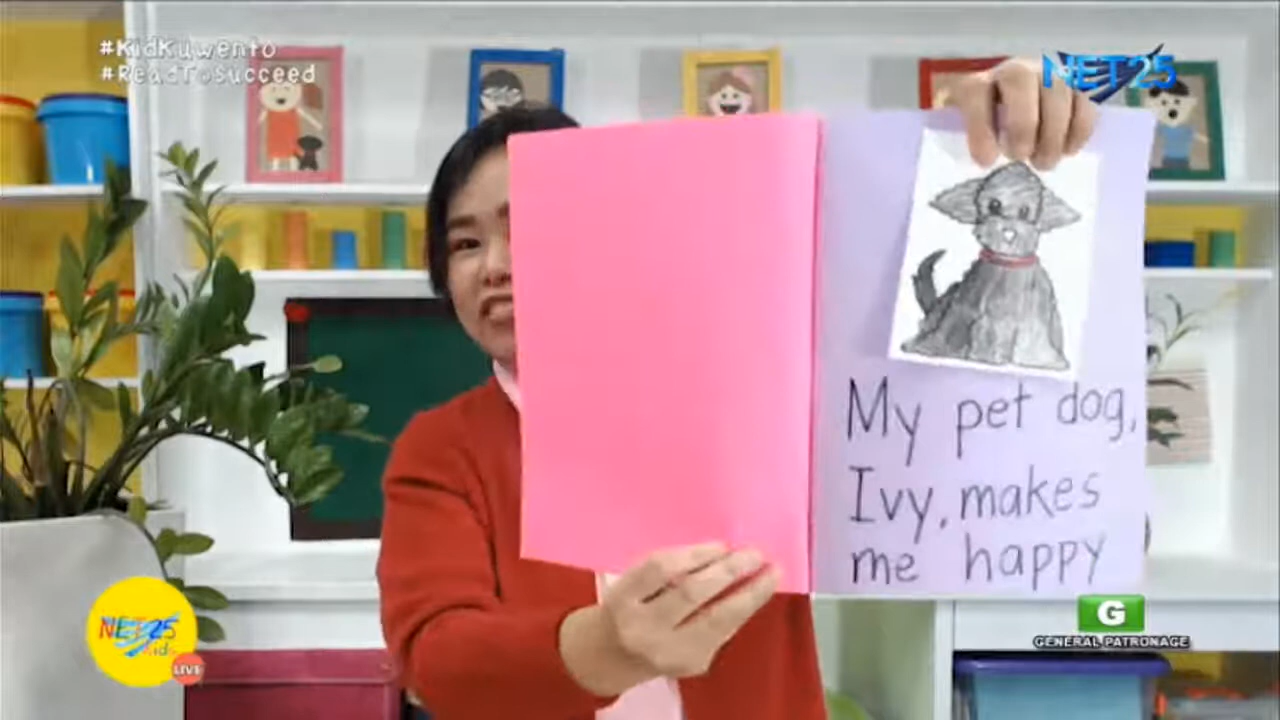 #KidKuwento
#ReadToSucceed
NET25
My pet dog,
Ivy, makes
me happy
G
GENERAL PATRONAGE
NET25
Kids
LIVE